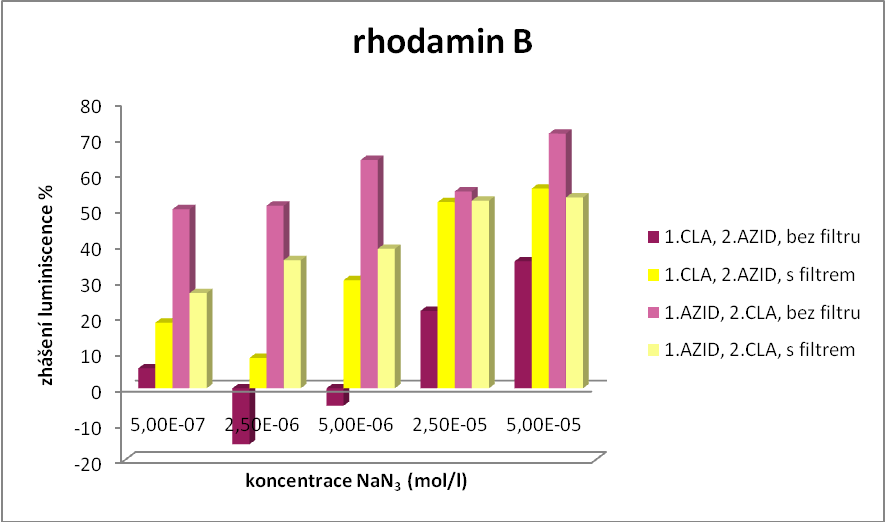 rhodamin B
zhášení luminiscence %
80
70
60
50
40
30
20
10
0
-10
-20
5,00E-07 2,50E-06 5,00E-06 2,50E-05 5,00E-05
koncentrace NaN₃ (mol/l)
1.CLA, 2.AZID, bez filtru
1.CLA, 2.AZID, s filtrem
1.AZID, 2.CLA, bez filtru
1.AZID, 2.CLA, s filtrem